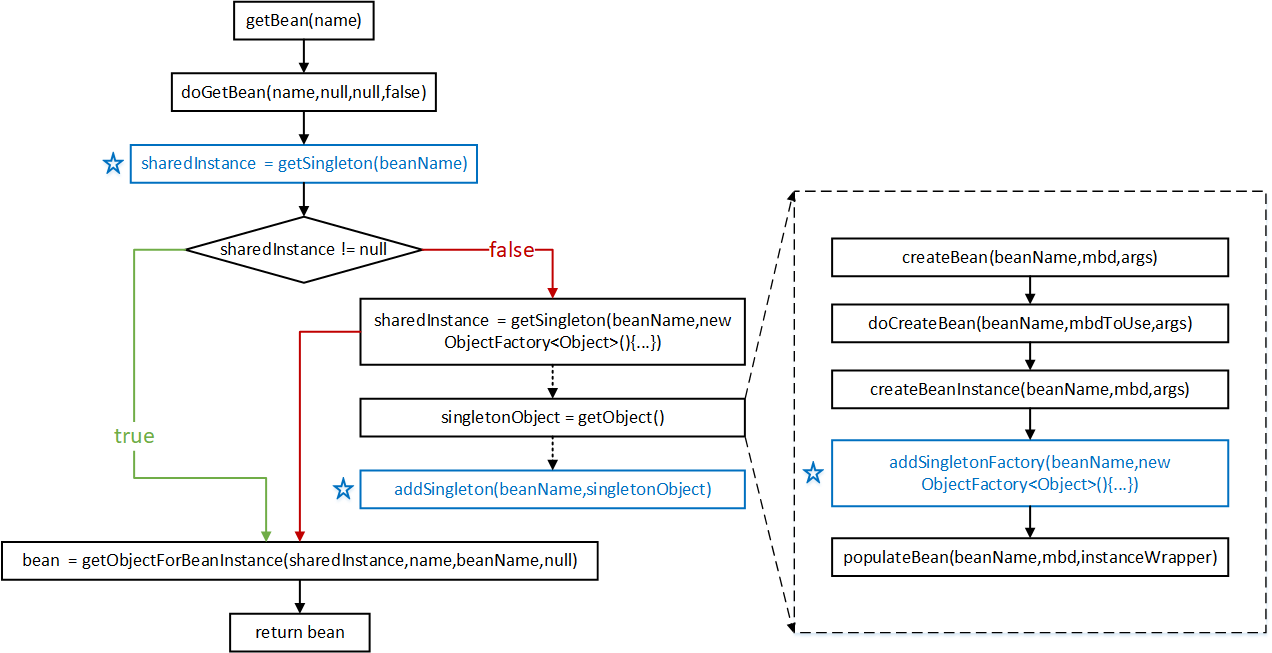 getBean(name)
doGetBean(name,null,null,false)
sharedInstance = getSingleton(beanName)
sharedInstance != null
false
true
sharedInstance = getSingleton(beanName,new
ObjectFactory<Object>(){...})
singletonObject = getObject()
addSingleton(beanName,singletonObject)
bean = getObjectForBeanInstance(sharedInstance,name,beanName,null)
return bean
createBean(beanName,mbd,args)
doCreateBean(beanName,mbdToUse,args)
createBeanInstance(beanName,mbd,args)
addSingletonFactory(beanName,new
ObjectFactory<Object>(){...})
populateBean(beanName,mbd,instanceWrapper)